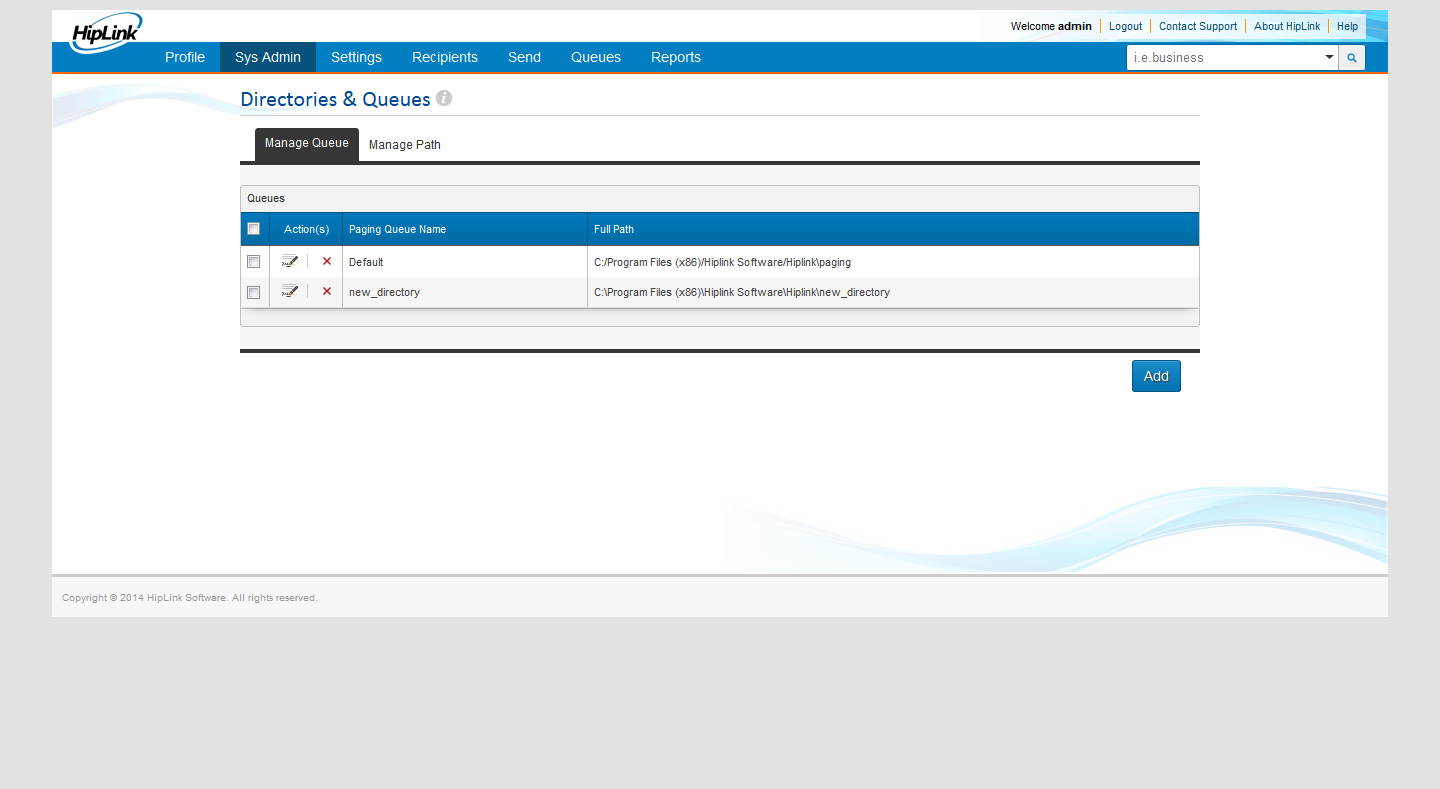 HipLink
Welcome admin Logout Contact Support About HipLink Help
Profile Sys Admin Settings Recipients Send Queues Reports i.e.business
Directories & Queues i
Manage Queue Manage Path
Queues
Action(s) Paging Queue Name Full Path
Default C:/Program Files (x86)/Hiplink Software/Hiplink\paging
new_directory C:\Program Files (x86)\Hiplink Software\Hiplink\new_directory
Add
Copyright © 2014 HipLink Software. All rights reserved.